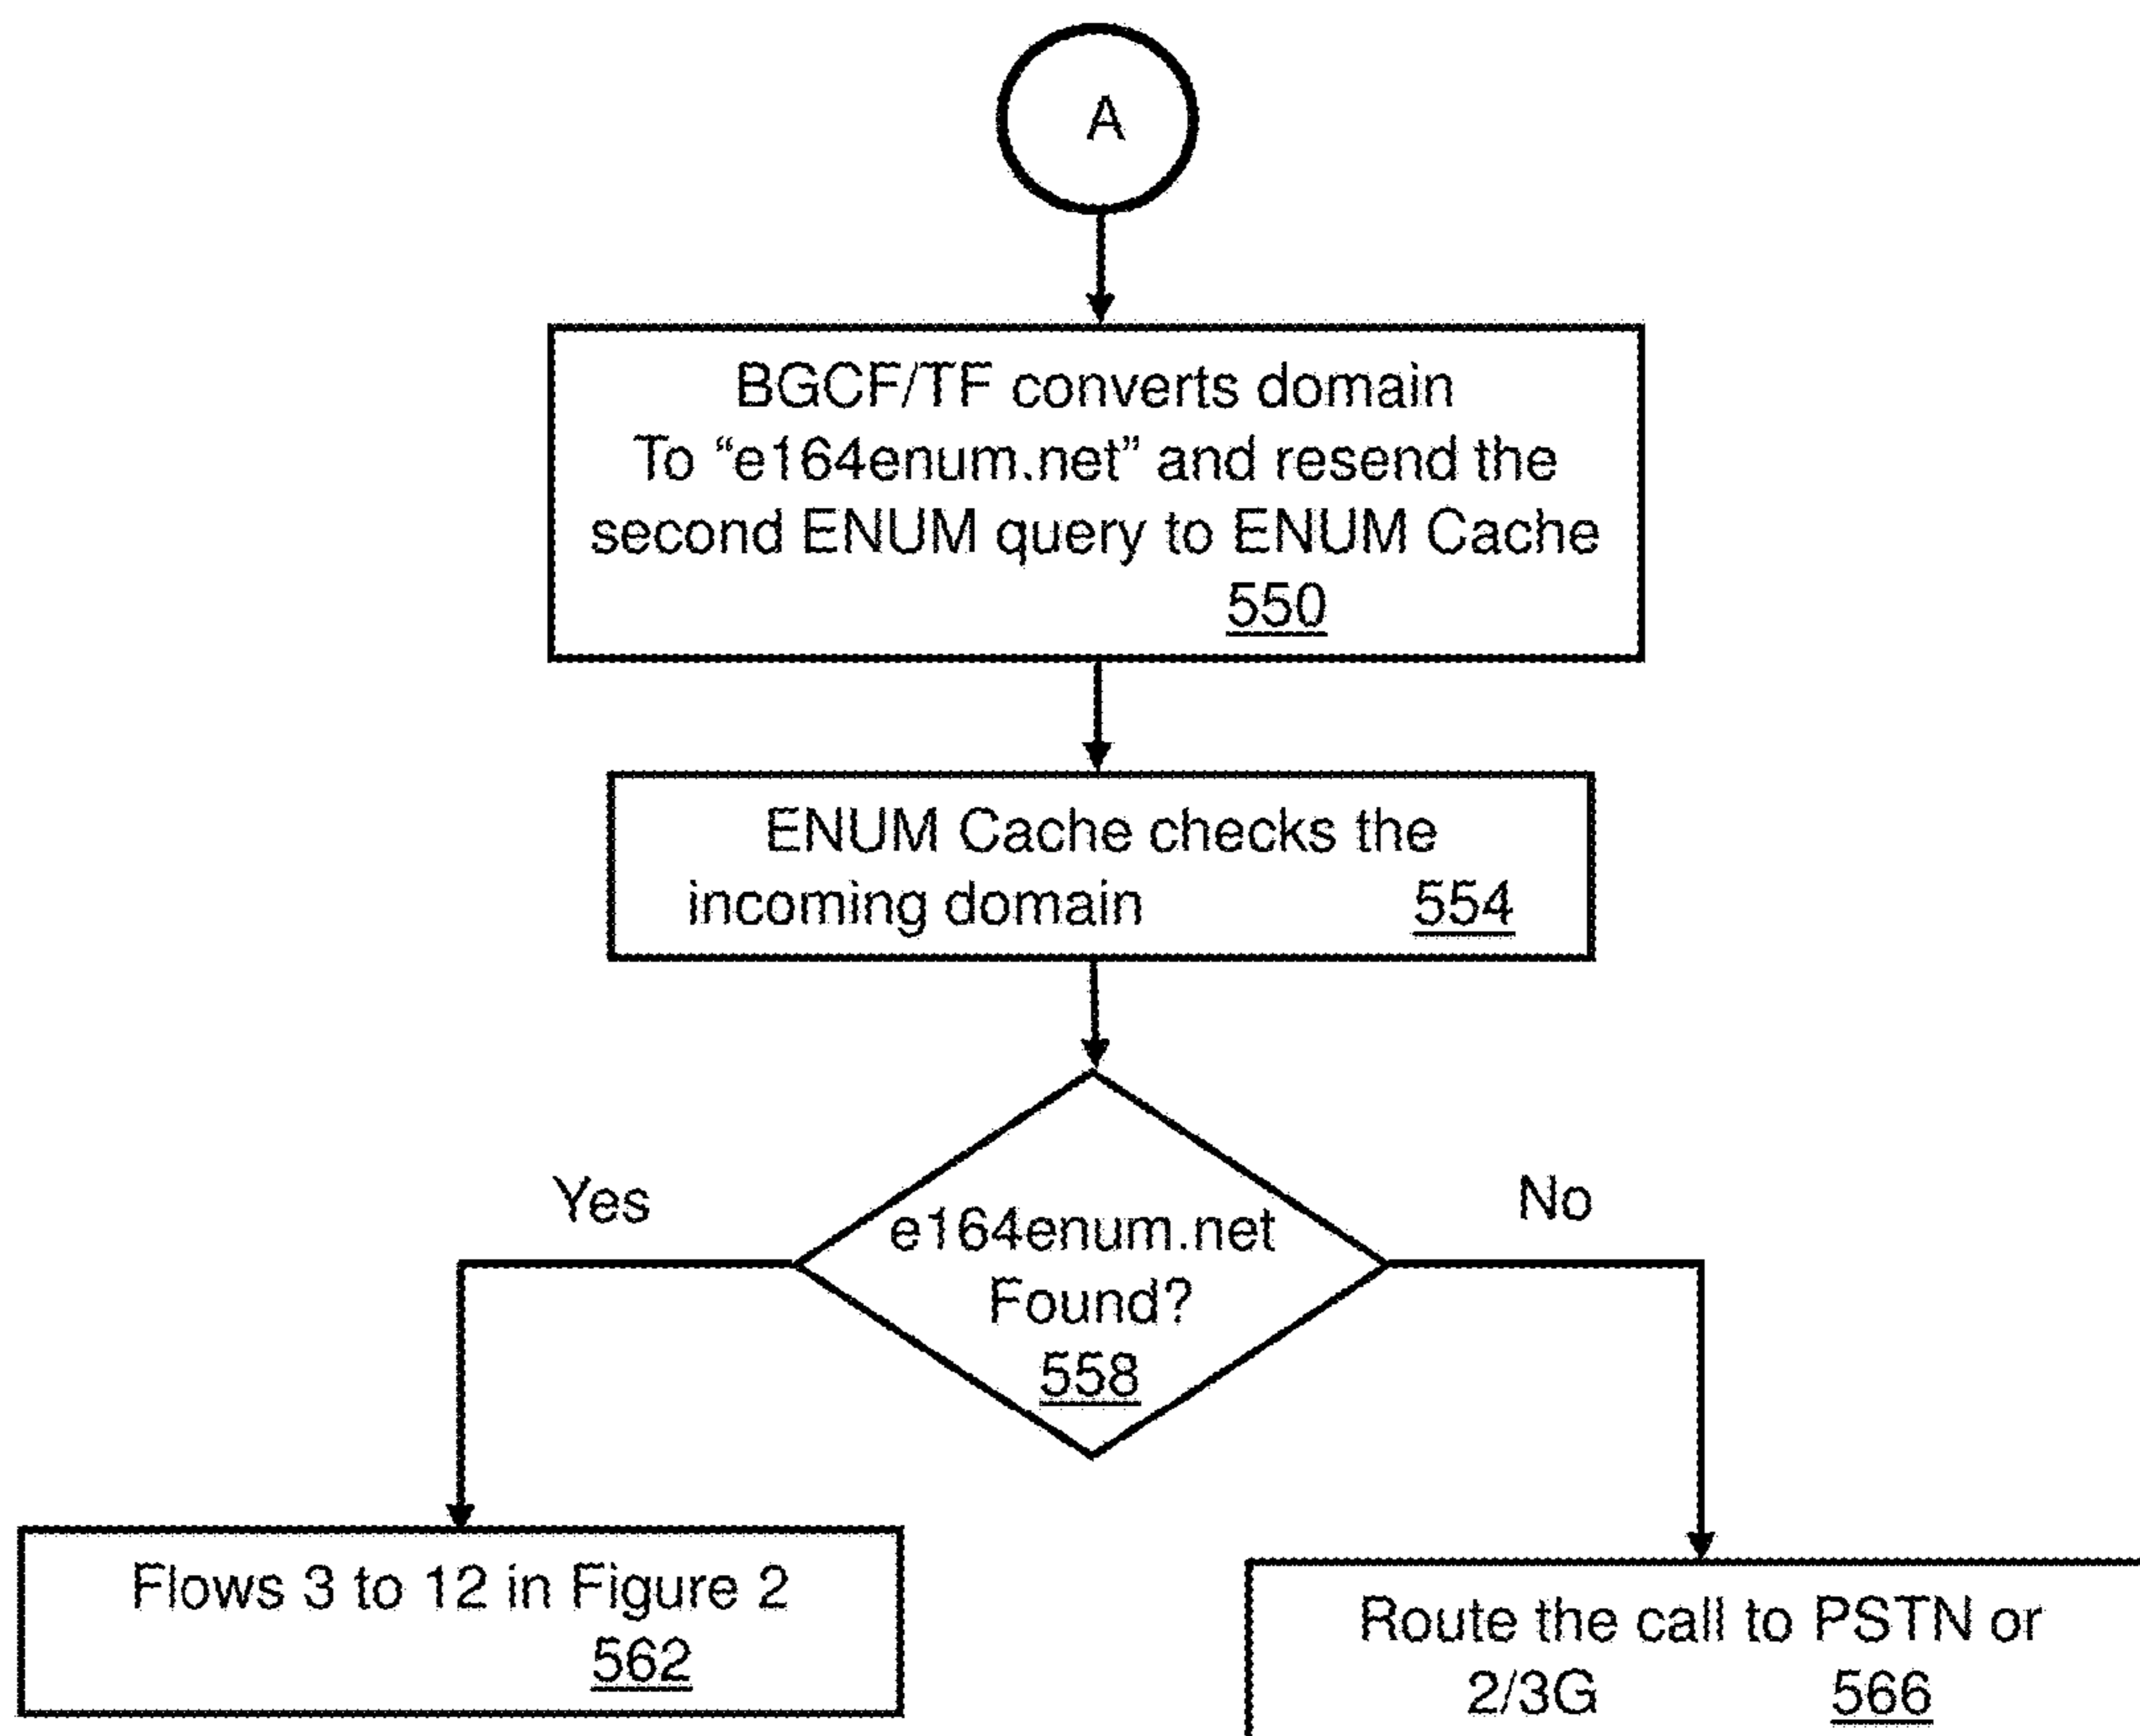 A
BGCF/TF converts domain
To “e164enum.net” and resend the
second ENUM query to ENUM Cache
550
ENUM Cache checks the
incoming domain 554
Yes
No
e164enum.net
Found?
558
Flows 3 to 12 in Figure 2
562
Route the call to PSTN or
2/3G 566